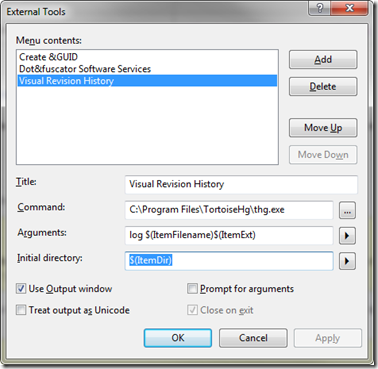 External Tools
Menu contents:
Create &GUID
Dot&fuscator Software Services
Visual Revision History
Add
Delete
Move Up
Move Down
Title:
Visual Revision History
Command:
C:\Program Files\TortoiseHg\thg.exe
...
Arguments:
log $(ItemFilename)$(ItemExt)
Initial directory:
$(ItemDir)
Use Output window
Prompt for arguments
Treat output as Unicode
Close on exit
OK
Cancel
Apply